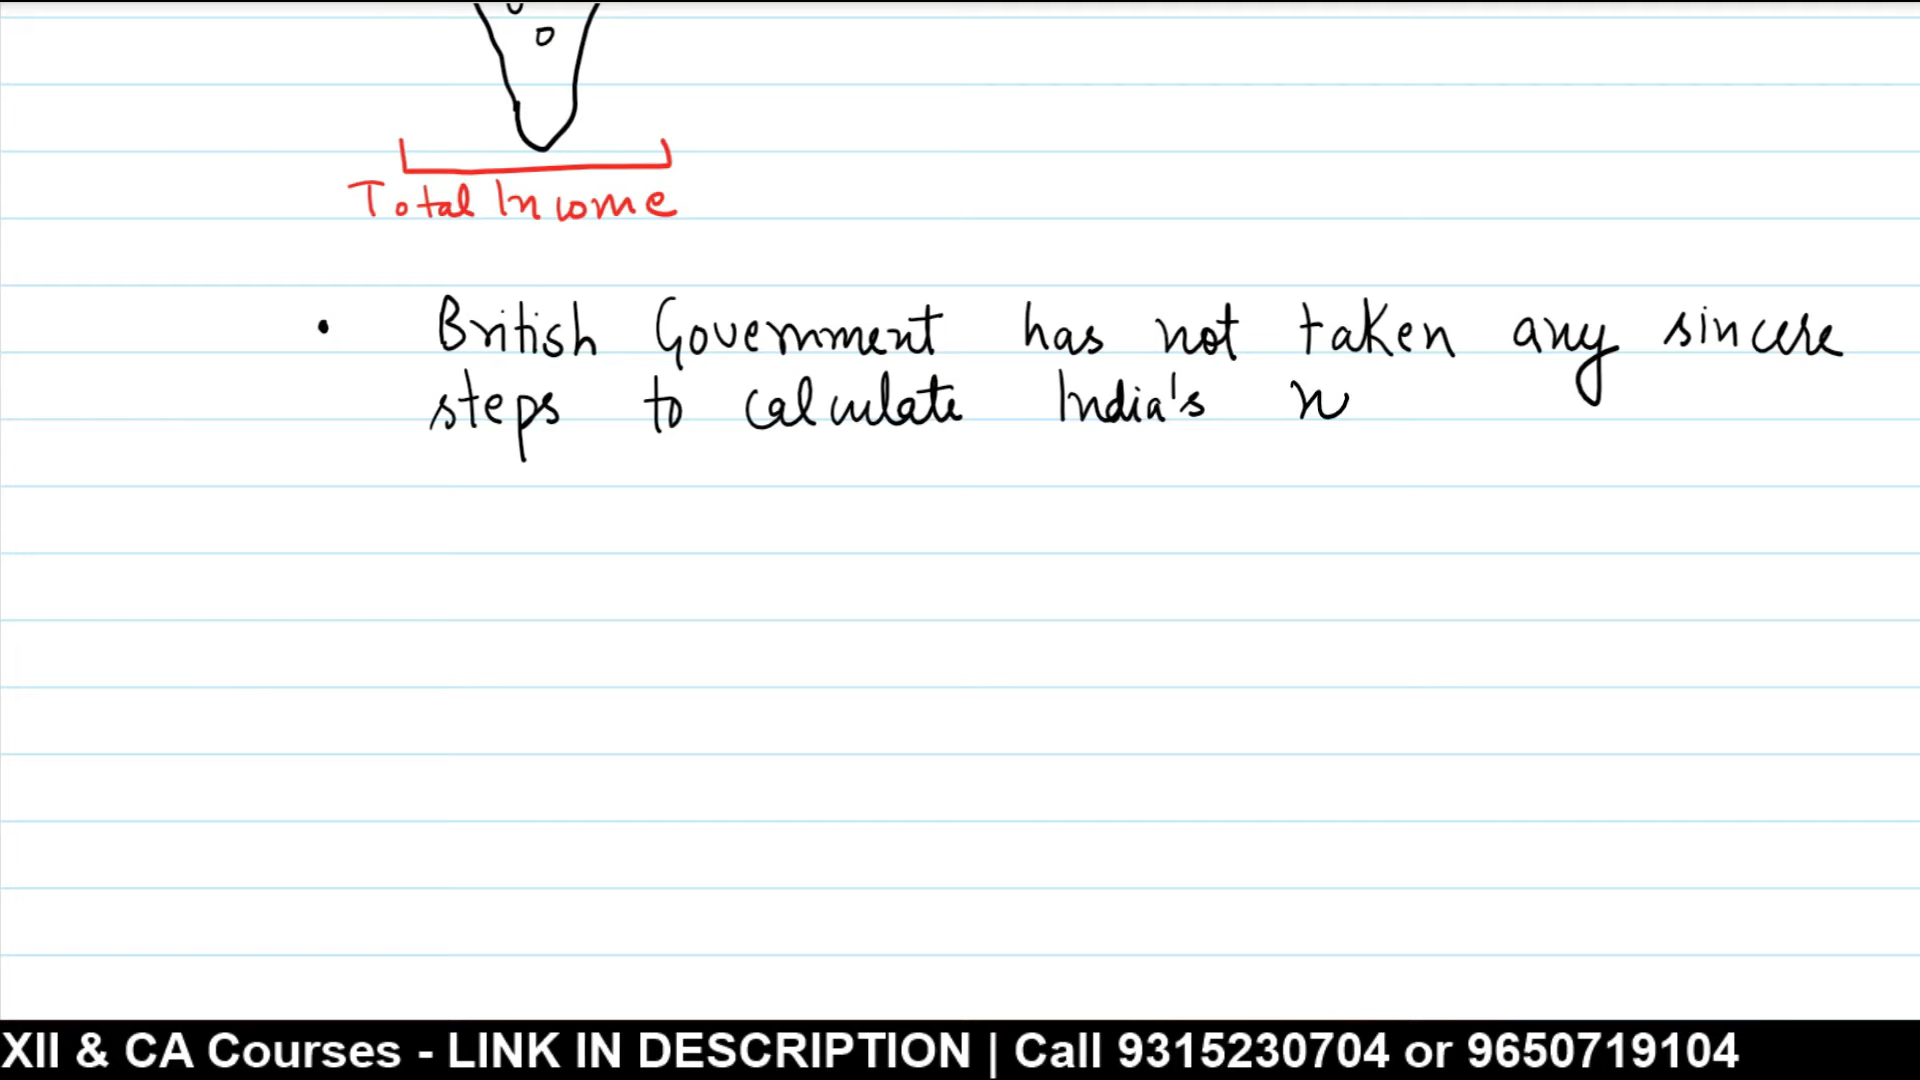 Total Income
• British Government has not taken any sincere
steps to calculate India's n
XII & CA Courses - LINK IN DESCRIPTION | Call 9315230704 or 9650719104